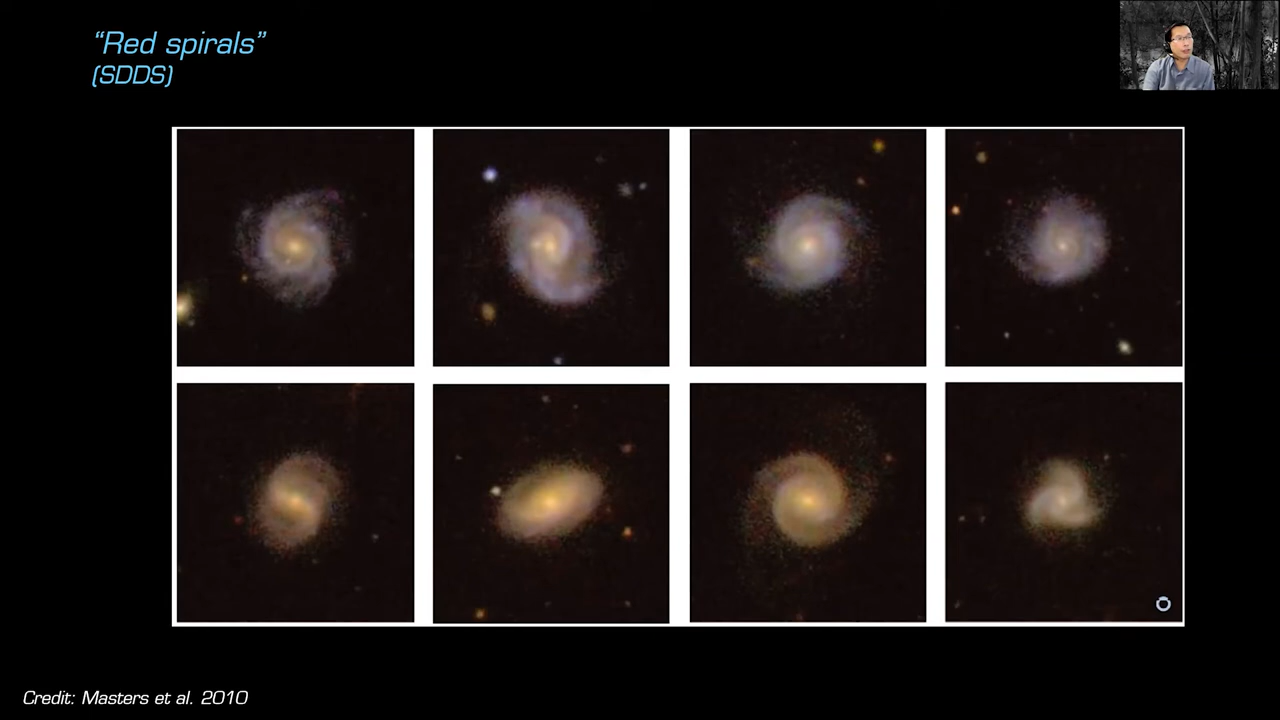 “Red spirals”
(SDDS)
Credit: Masters et al. 2010